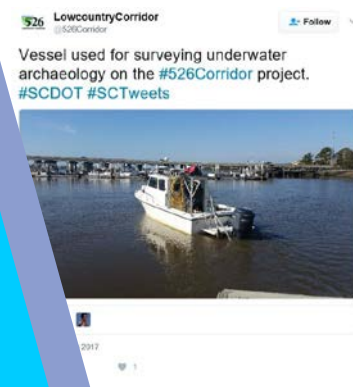 526
LowcountryCorridor
@526Corridor
Follow
Vessel used for surveying underwater
archaeology on the #526Corridor project.
#SCDOT #SCTweets
2017
1